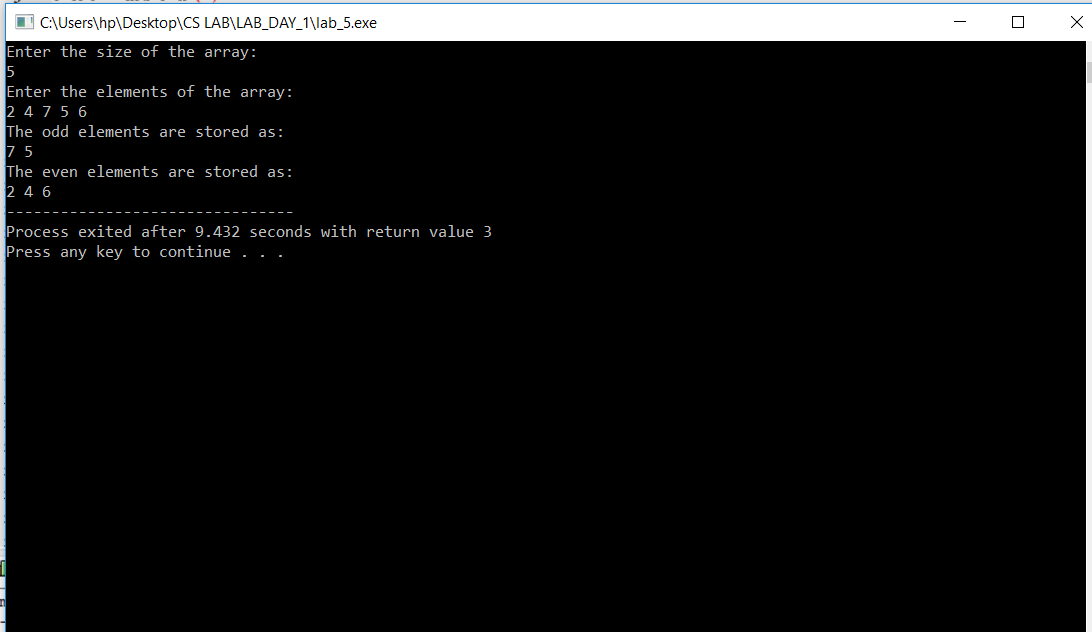 C:\Users\hp\Desktop\CS LAB\LAB_DAY_1\lab_5.exe
Enter the size of the array:
5
Enter the elements of the array:
2 4 7 5 6
The odd elements are stored as:
7 5
The even elements are stored as:
2 4 6
--------------------------------
Process exited after 9.432 seconds with return value 3
Press any key to continue . . .